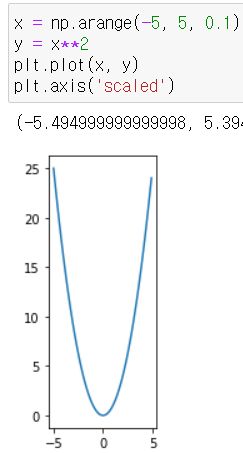 x = np.arange(-5, 5, 0.1)
y = x**2
plt.plot(x, y)
plt.axis('scaled')
(-5.494999999999998, 5.394
25
20
15
10
5
0
−5 0 5